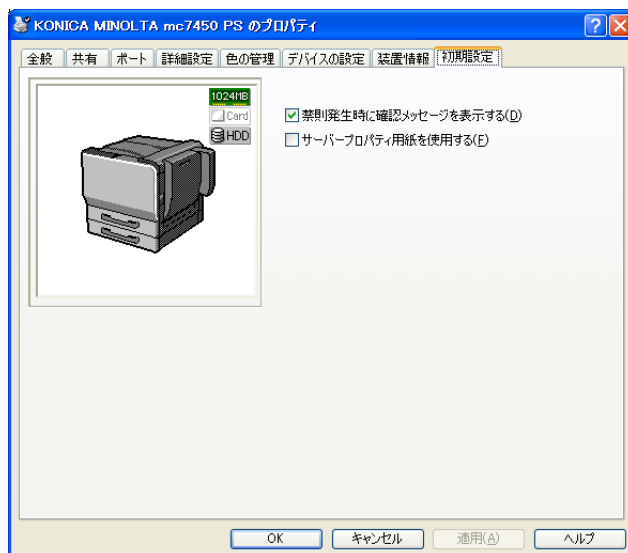 KONICA MINOLTA mc7450 PS のプロパティ
全般 共有 ポート 詳細設定 色の管理 デバイスの設定 装置情報 初期設定
1024MB
Card
HDD
禁則発生時に確認メッセージを表示する(D)
サーバープロパティ用紙を使用する(F)
OK キャンセル 適用(A) ヘルプ